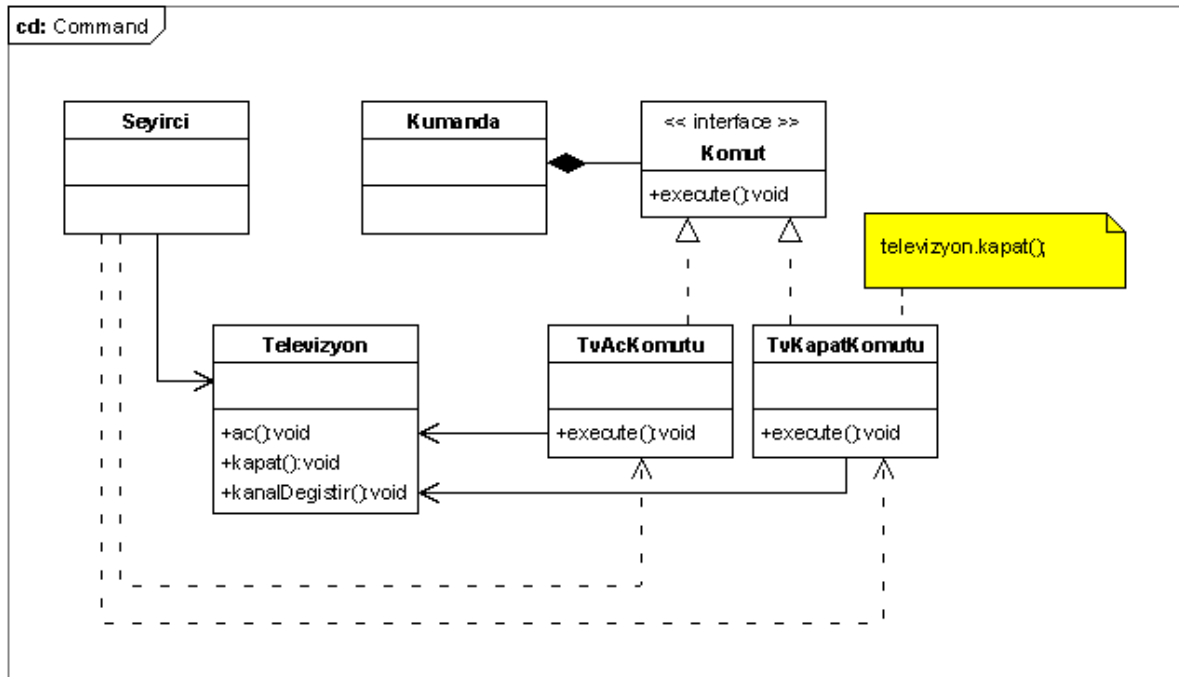 cd: Command
Seyirci
Kumanda
<< interface >>
Komut
+execute():void
televizyon.kapat();
Televizyon
+ac():void
+kapat():void
+kanalDegistir():void
TvAcKomutu
+execute():void
TvKapatKomutu
+execute():void